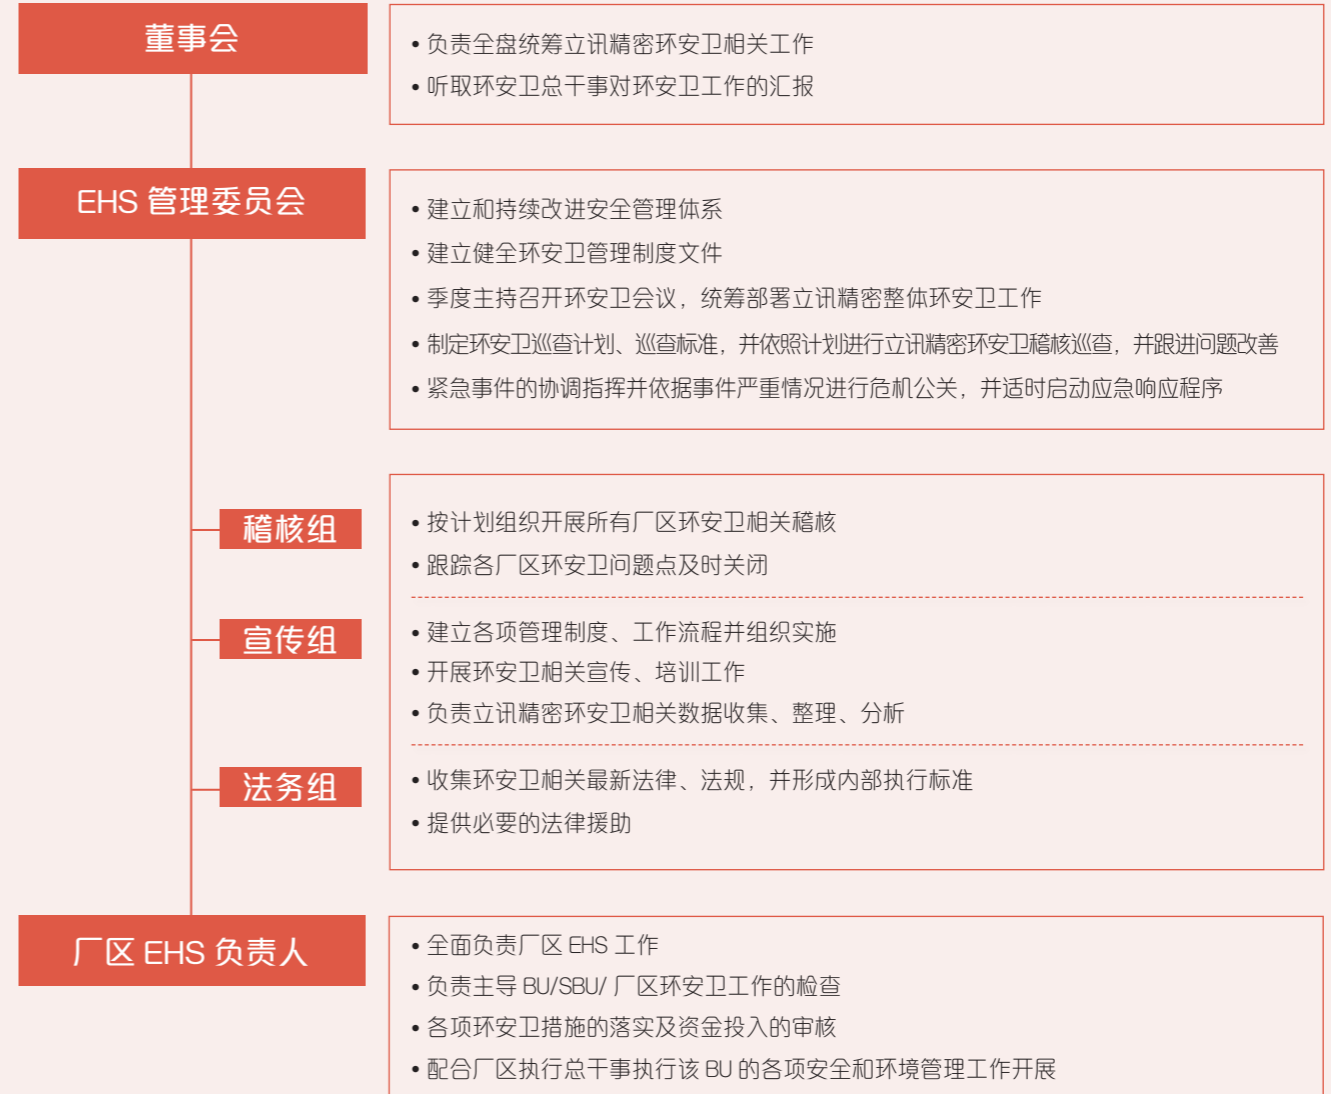 董事会
• 负责全盘统筹立讯精密环安卫相关工作
• 听取环安卫总干事对环安卫工作的汇报
EHS 管理委员会
• 建立和持续改进安全管理体系
• 建立健全环安卫管理制度文件
• 季度主持召开环安卫会议，统筹部署立讯精密整体环安卫工作
• 制定环安卫巡查计划、巡查标准，并依照计划进行立讯精密环安卫稽核巡查，并跟进问题改善
• 紧急事件的协调指挥并依据事件严重情况进行危机公关，并适时启动应急响应程序
稽核组
• 按计划组织开展所有厂区环安卫相关稽核
• 跟踪各厂区环安卫问题点及时关闭
宣传组
• 建立各项管理制度、工作流程并组织实施
• 开展环安卫相关宣传、培训工作
• 负责立讯精密环安卫相关数据收集、整理、分析
法务组
• 收集环安卫相关最新法律、法规，并形成内部执行标准
• 提供必要的法律援助
厂区 EHS 负责人
• 全面负责厂区 EHS 工作
• 负责主导 BU/SBU/ 厂区环安卫工作的检查
• 各项环安卫措施的落实及资金投入的审核
• 配合厂区执行总干事执行该 BU 的各项安全和环境管理工作开展